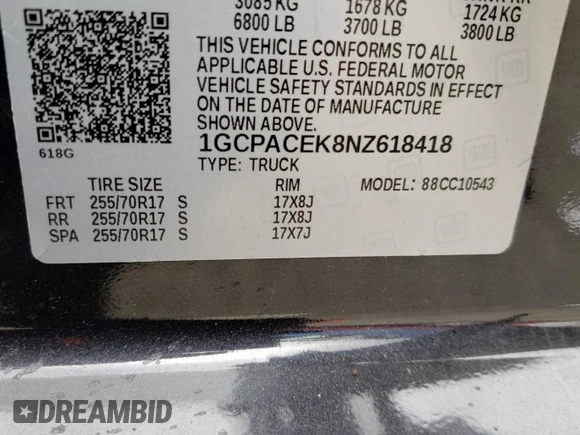 3085 KG 1678 KG 1724 KG
6800 LB 3700 LB 3800 LB
THIS VEHICLE CONFORMS TO ALL
APPLICABLE U.S. FEDERAL MOTOR
VEHICLE SAFETY STANDARDS IN EFFECT
ON THE DATE OF MANUFACTURE
SHOWN ABOVE.
618G
1GCPACEK8NZ618418
TYPE: TRUCK
TIRE SIZE RIM MODEL: 88CC10543
FRT 255/70R17 S 17X8J
RR 255/70R17 S 17X8J
SPA 255/70R17 S 17X7J
DREAMBID